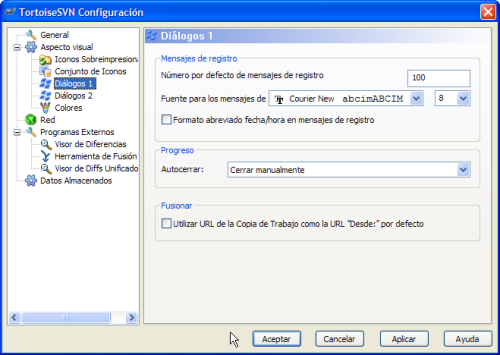 TortoiseSVN Configuración
General
Aspecto visual
Iconos Sobreimpresiona
Conjunto de Iconos
Diálogos 1
Diálogos 2
Colores
Red
Programas Externos
Visor de Diferencias
Herramienta de Fusión
Visor de Diffs Unificado
Datos Almacenados
Diálogos 1
Mensajes de registro
Número por defecto de mensajes de registro
100
Fuente para los mensajes de
Courier New abcimABCIM
8
Formato abreviado fecha/hora en mensajes de registro
Progreso
Autocerrar:
Cerrar manualmente
Fusionar
Utilizar URL de la Copia de Trabajo como la URL "Desde:" por defecto
Aceptar
Cancelar
Aplicar
Ayuda